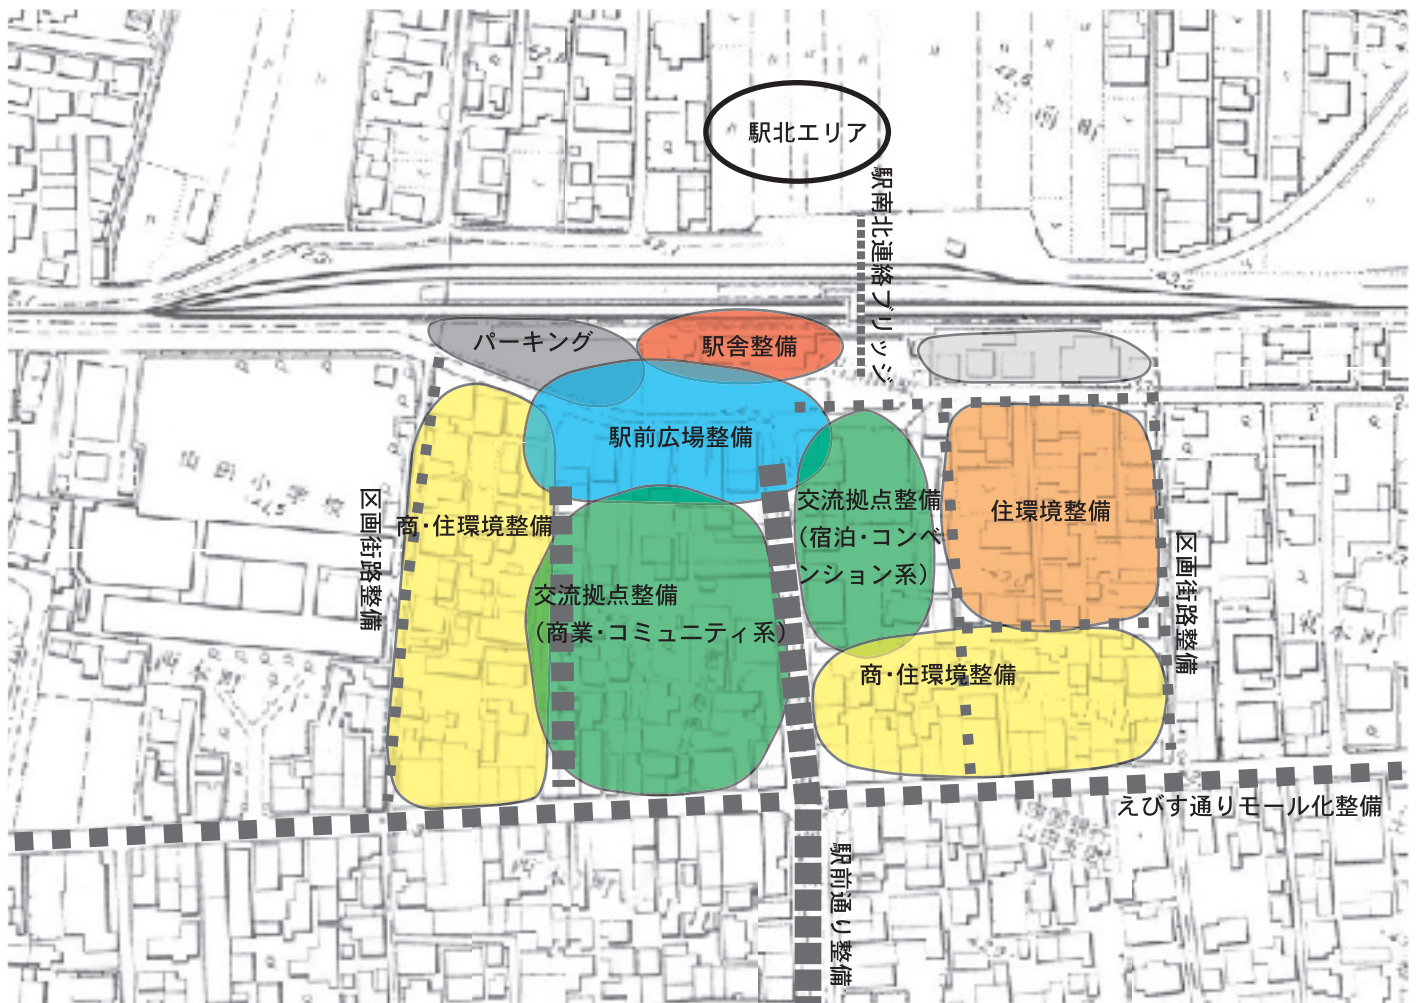 駅北エリア
駅南北連絡ブリッジ
パーキング
駅舎整備
駅前広場整備
区画街路整備
商・住環境整備
交流拠点整備
（宿泊・コンベ
ンション系）
住環境整備
区画街路整備
交流拠点整備
（商業・コミュニティ系）
商・住環境整備
えびす通りモール化整備
駅前通り整備